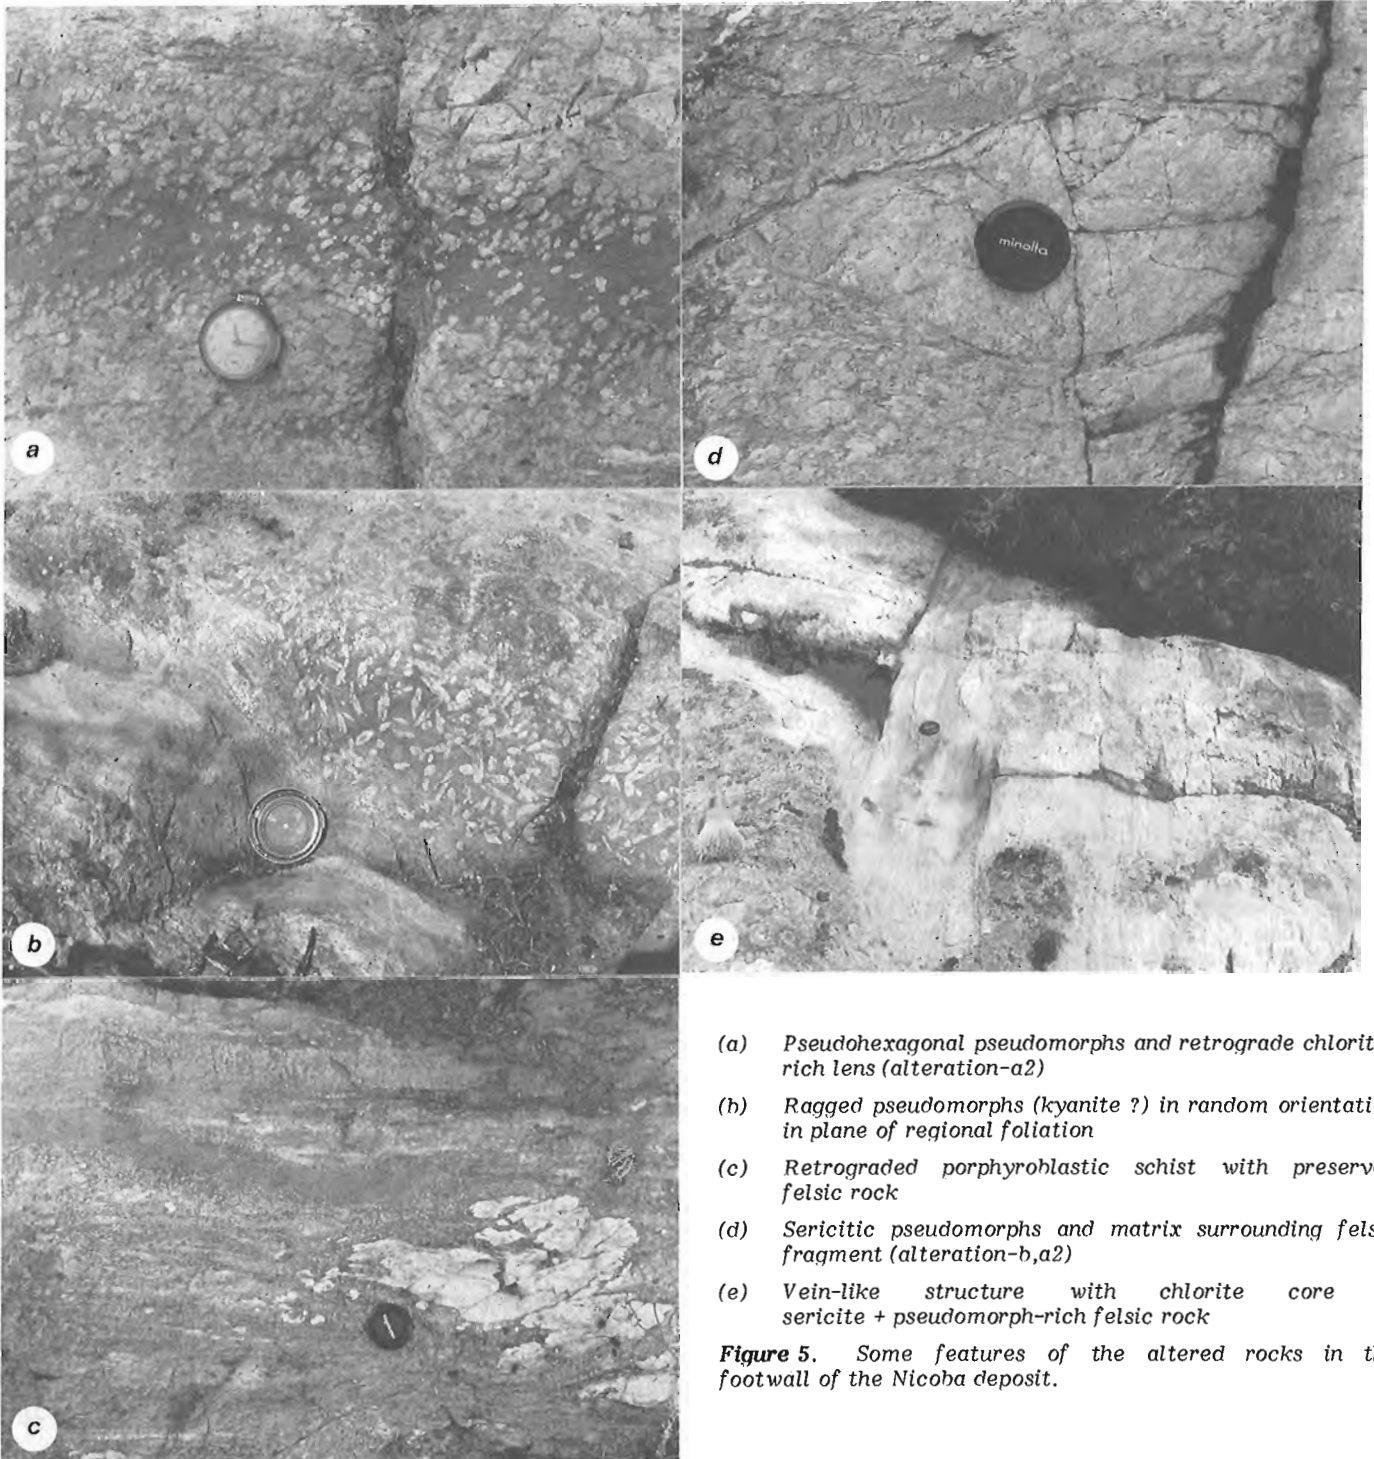 a
minolta
d
b
e
c
(a) Pseudohexagonal pseudomorphs and retrograde chlorit
rich lens (alteration-a2)
(b) Ragged pseudomorphs (kyanite ?) in random orientati
in plane of regional foliation
(c) Retrograded porphyroblastic schist with preserv
felsic rock
(d) Sericitic pseudomorphs and matrix surrounding fels
fragment (alteration-b,a2)
(e) Vein-like structure with chlorite core
sericite + pseudomorph-rich felsic rock
Figure 5. Some features of the altered rocks in t
footwall of the Nicoba deposit.